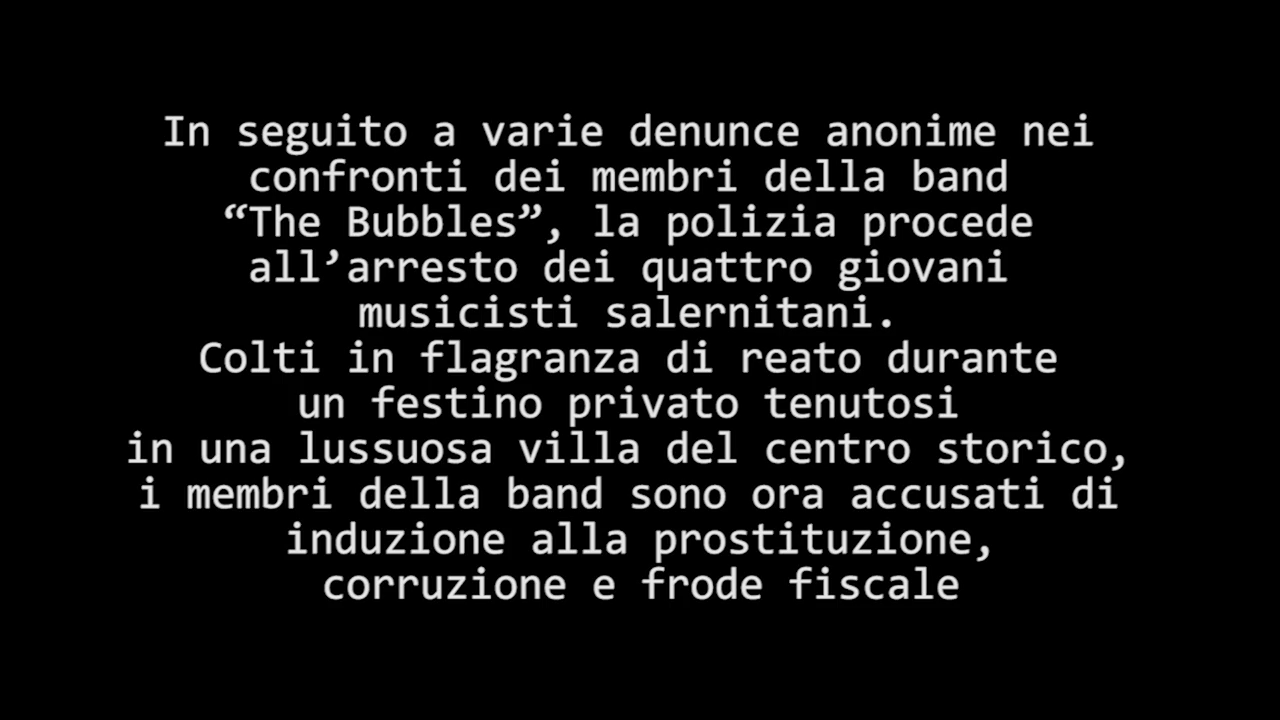 In seguito a varie denunce anonime nei
confronti dei membri della band
“The Bubbles”, la polizia procede
all’arresto dei quattro giovani
musicisti salernitani.
Colti in flagranza di reato durante
un festino privato tenutosi
in una lussuosa villa del centro storico,
i membri della band sono ora accusati di
induzione alla prostituzione,
corruzione e frode fiscale